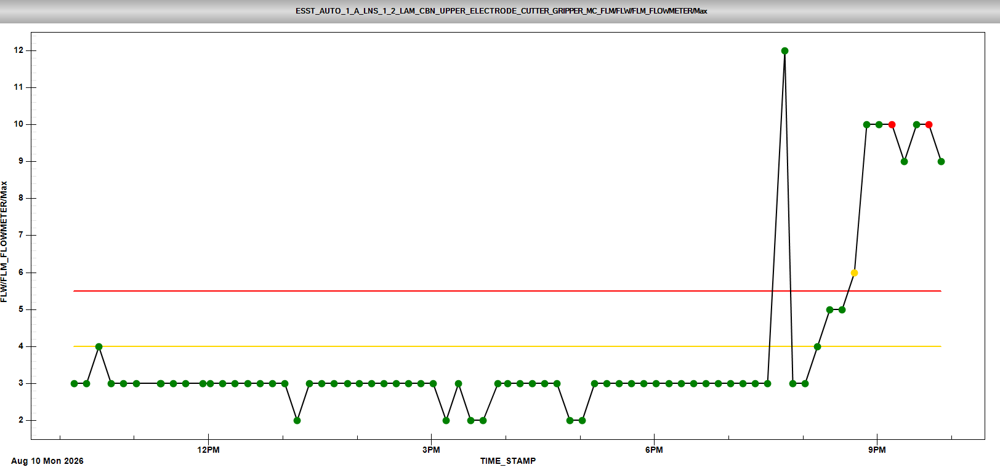 ESST_AUTO_1_A_LNS_1_2_LAM_CBN_UPPER_ELECTRODE_CUTTER_GRIPPER_MC_FLM/FLW/FLM_FLOWMETER/Max
FLW/FLM_FLOWMETER/Max
12
11
10
9
8
7
6
5
4
3
2
12PM
3PM
6PM
9PM
Aug 10 Mon 2026
TIME_STAMP